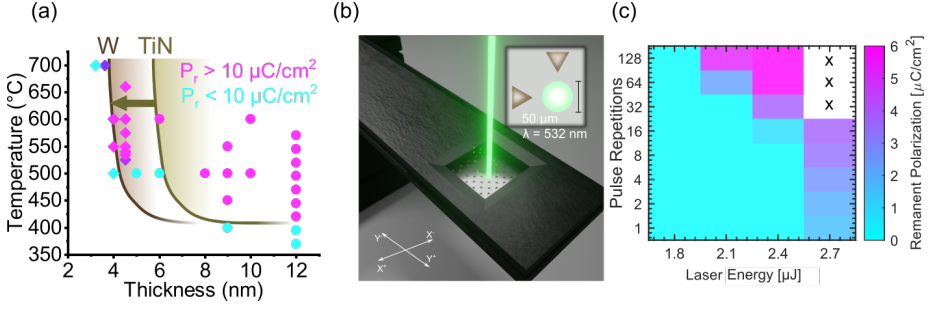 (a)
W TiN
Pr > 10 µC/cm²
Pr < 10 µC/cm²
Temperature (°C)
700
650
600
550
500
450
400
350
2 4 6 8 10 12
Thickness (nm)
(b)
50 µm
λ = 532 nm
Y⁻ X⁻
X⁺ Y⁺
(c)
Pulse Repetitions
128
64
32
16
8
4
2
1
x
x
x
1.8 2.1 2.4 2.7
Laser Energy [µJ]
6
5
4
3
2
1
0
Remanent Polarization [µC/cm²]